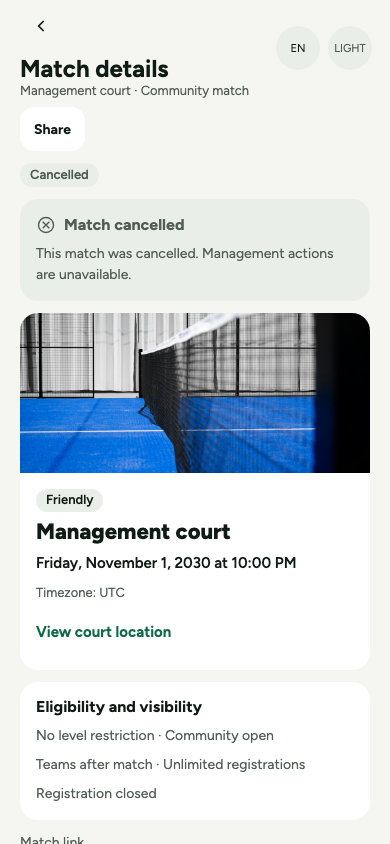 EN
LIGHT
Match details
Management court · Community match
Share
Cancelled
Match cancelled
This match was cancelled. Management actions
are unavailable.
Friendly
Management court
Friday, November 1, 2030 at 10:00 PM
Timezone: UTC
View court location
Eligibility and visibility
No level restriction · Community open
Teams after match · Unlimited registrations
Registration closed
Match link